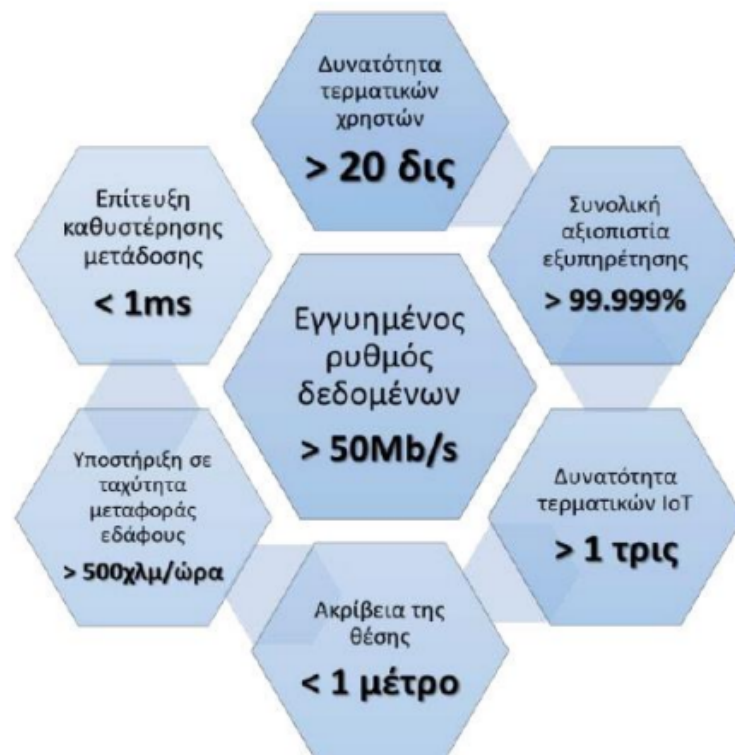 Δυνατότητα
τερματικών
χρηστών
> 20 δις
Επίτευξη
καθυστέρησης
μετάδοσης
< 1ms
Συνολική
αξιοπιστία
εξυπηρέτησης
> 99.999%
Εγγυημένος
ρυθμός
δεδομένων
> 50Mb/s
Υποστήριξη σε
ταχύτητα
μεταφοράς
εδάφους
> 500χλμ/ώρα
Δυνατότητα
τερματικών IoT
> 1 τρις
Ακρίβεια της
θέσης
< 1 μέτρο